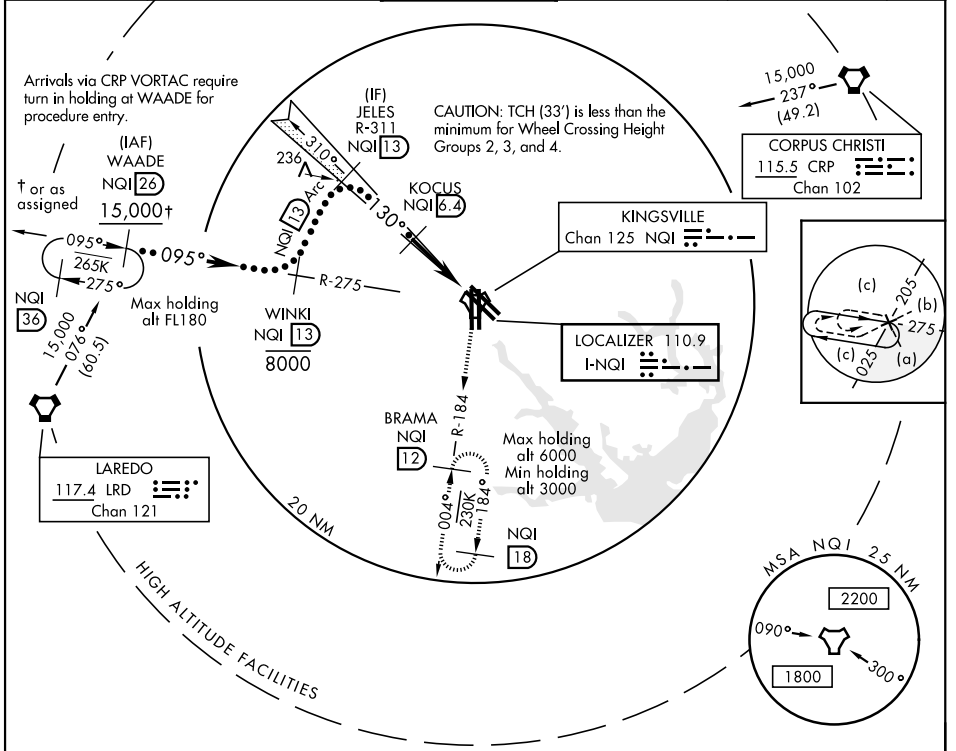 Arrivals via CRP VORTAC require
turn in holding at WAADE for
procedure entry.
(IAF)
WAADE
NQI 26
15,000†
† or as
assigned
095°
265K
275°
NQI
36
Max holding
alt FL180
095°
15,000
076°
(60.5)
LAREDO
117.4 LRD
Chan 121
(IF)
JELES
R-311
NQI 13
236
310°
NQI 13 Arc
130°
KOCUS
NQI 6.4
R-275
WINKI
NQI 13
8000
CAUTION: TCH (33') is less than the
minimum for Wheel Crossing Height
Groups 2, 3, and 4.
15,000
237°
(49.2)
CORPUS CHRISTI
115.5 CRP
Chan 102
KINGSVILLE
Chan 125 NQI
LOCALIZER 110.9
I-NQI
(c)
205
(b)
275
(c)
025
(a)
R-184
BRAMA
NQI
12
Max holding
alt 6000
Min holding
alt 3000
004°
230K
184°
NQI
18
20 NM
HIGH ALTITUDE FACILITIES
MSA NQI 25 NM
2200
090°
1800
300°